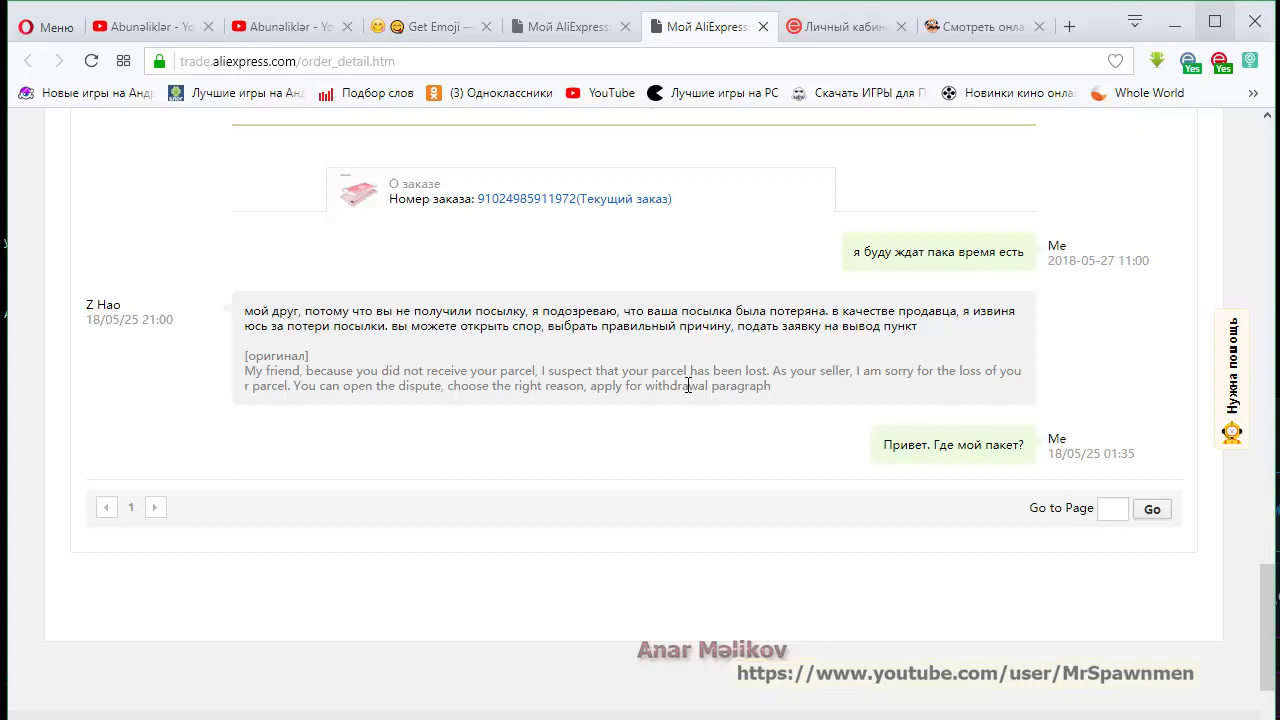 Меню
Abunəliklər - Yo
Abunəliklər - Yo
Get Emoji
Мой AliExpress:
Мой AliExpress:
Личный кабин
Смотреть онла
trade.aliexpress.com/order_detail.htm
Yes
Yes
Новые игры на Андр
Лучшие игры на Анд
Подбор слов
(3) Одноклассники
YouTube
Лучшие игры на РС
Скачать ИГРЫ для П
Новинки кино онла
Whole World
О заказе
Номер заказа: 91024985911972(Текущий заказ)
я буду ждат пака время есть
Me
2018-05-27 11:00
Z Hao
18/05/25 21:00
мой друг, потому что вы не получили посылку, я подозреваю, что ваша посылка была потеряна. в качестве продавца, я извиня
юсь за потери посылки. вы можете открыть спор, выбрать правильный причину, подать заявку на вывод пункт
[оригинал]
My friend, because you did not receive your parcel, I suspect that your parcel has been lost. As your seller, I am sorry for the loss of you
r parcel. You can open the dispute, choose the right reason, apply for withdrawal paragraph
Привет. Где мой пакет?
Me
18/05/25 01:35
Нужна помощь
1
Go to Page
Go
Anar Məlikov
https://www.youtube.com/user/MrSpawnmen